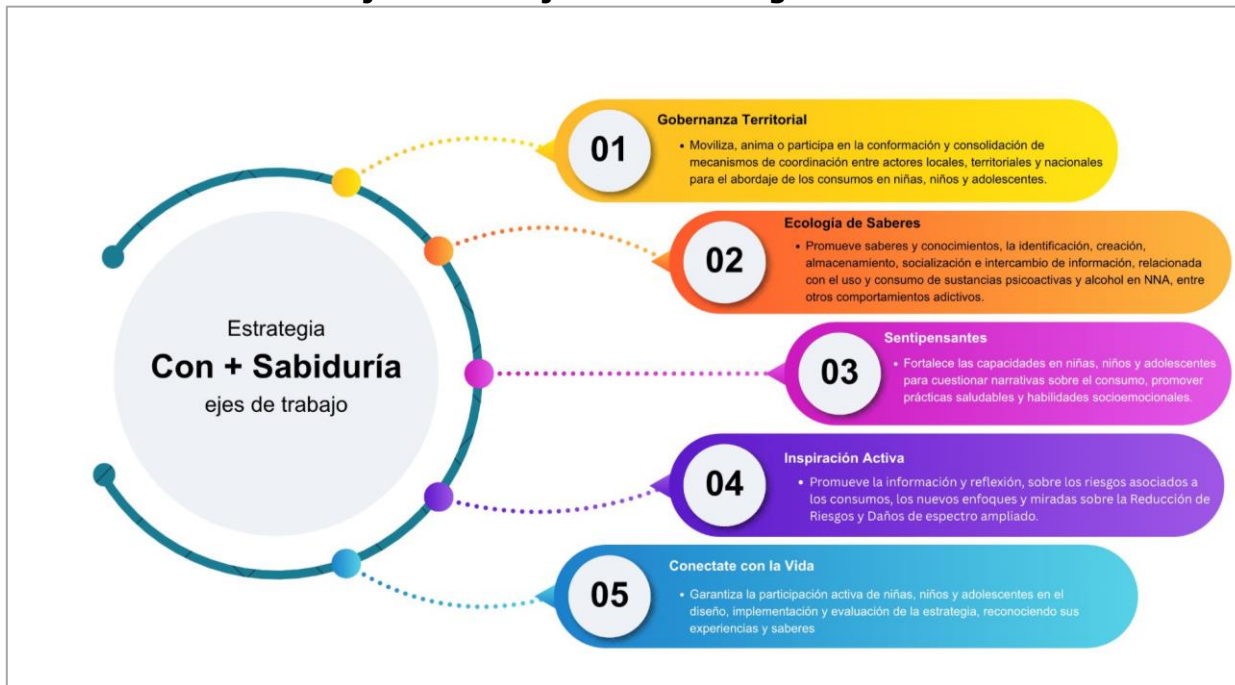 Estrategia
Con + Sabiduría
ejes de trabajo
01
Gobernanza Territorial
• Moviliza, anima o participa en la conformación y consolidación de
mecanismos de coordinación entre actores locales, territoriales y nacionales
para el abordaje de los consumos en niñas, niños y adolescentes.
02
Ecología de Saberes
• Promueve saberes y conocimientos, la identificación, creación,
almacenamiento, socialización e intercambio de información, relacionada
con el uso y consumo de sustancias psicoactivas y alcohol en NNA, entre
otros comportamientos adictivos.
03
Sentipensantes
• Fortalece las capacidades en niñas, niños y adolescentes
para cuestionar narrativas sobre el consumo, promover
prácticas saludables y habilidades socioemocionales.
04
Inspiración Activa
• Promueve la información y reflexión, sobre los riesgos asociados a
los consumos, los nuevos enfoques y miradas sobre la Reducción de
Riesgos y Daños de espectro ampliado.
05
Conectate con la Vida
• Garantiza la participación activa de niñas, niños y adolescentes en el
diseño, implementación y evaluación de la estrategia, reconociendo sus
experiencias y saberes